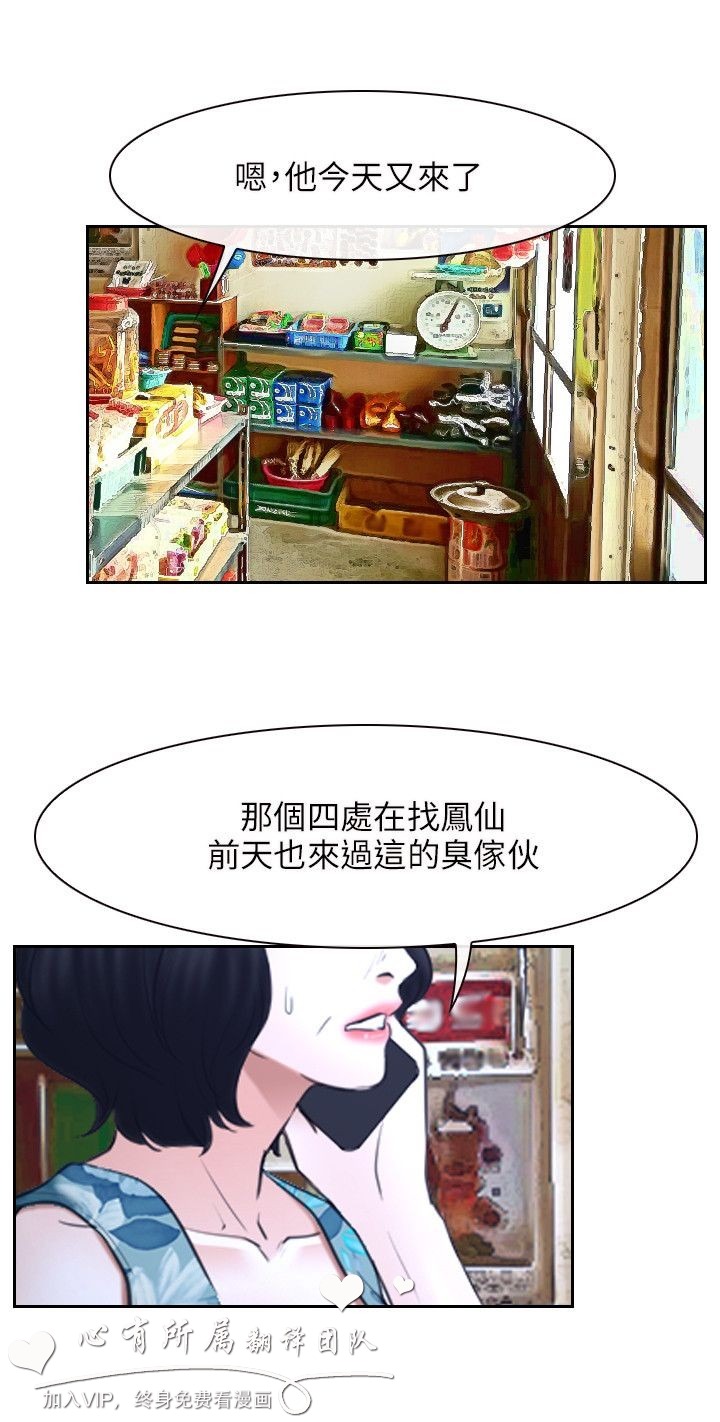 嗯，他今天又來了
那個四處在找鳳仙
前天也來過這的臭傢伙
心有所属翻译团队
加入VIP，终身免费看漫画